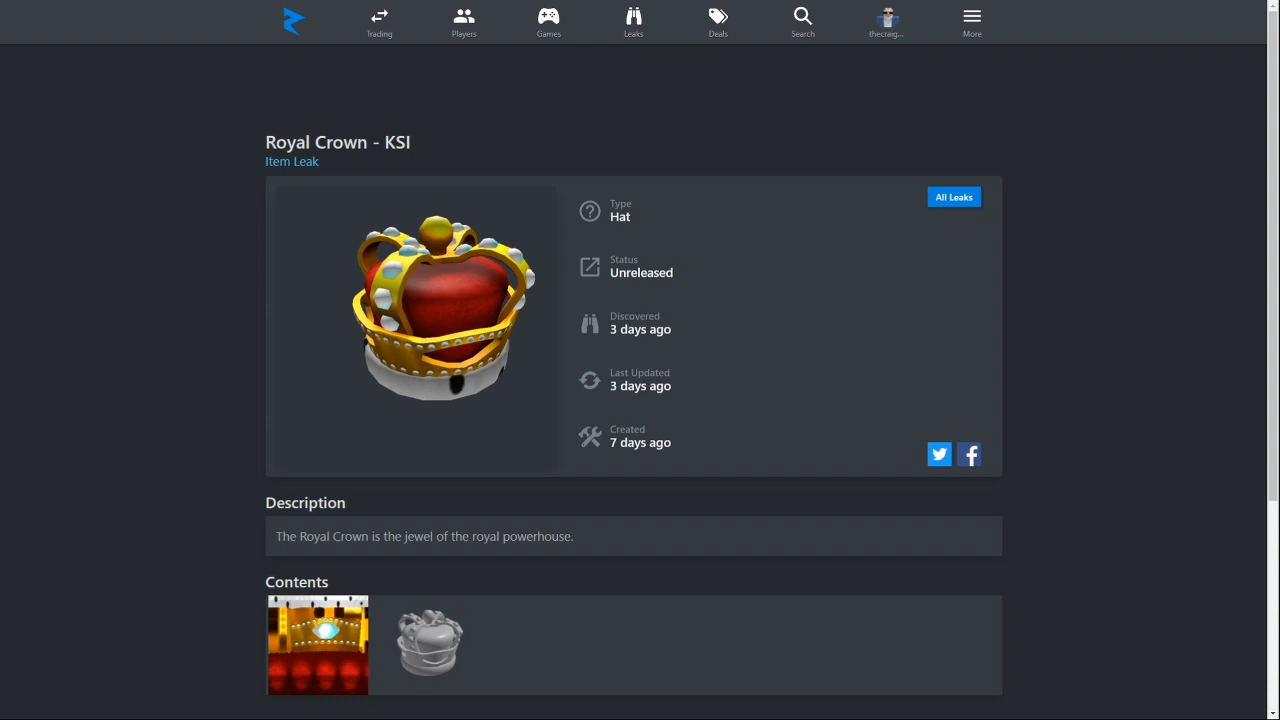 Trading
Players
Games
Leaks
Deals
Search
thecraig...
More
Royal Crown - KSI
Item Leak
All Leaks
Type
Hat
Status
Unreleased
Discovered
3 days ago
Last Updated
3 days ago
Created
7 days ago
Description
The Royal Crown is the jewel of the royal powerhouse.
Contents